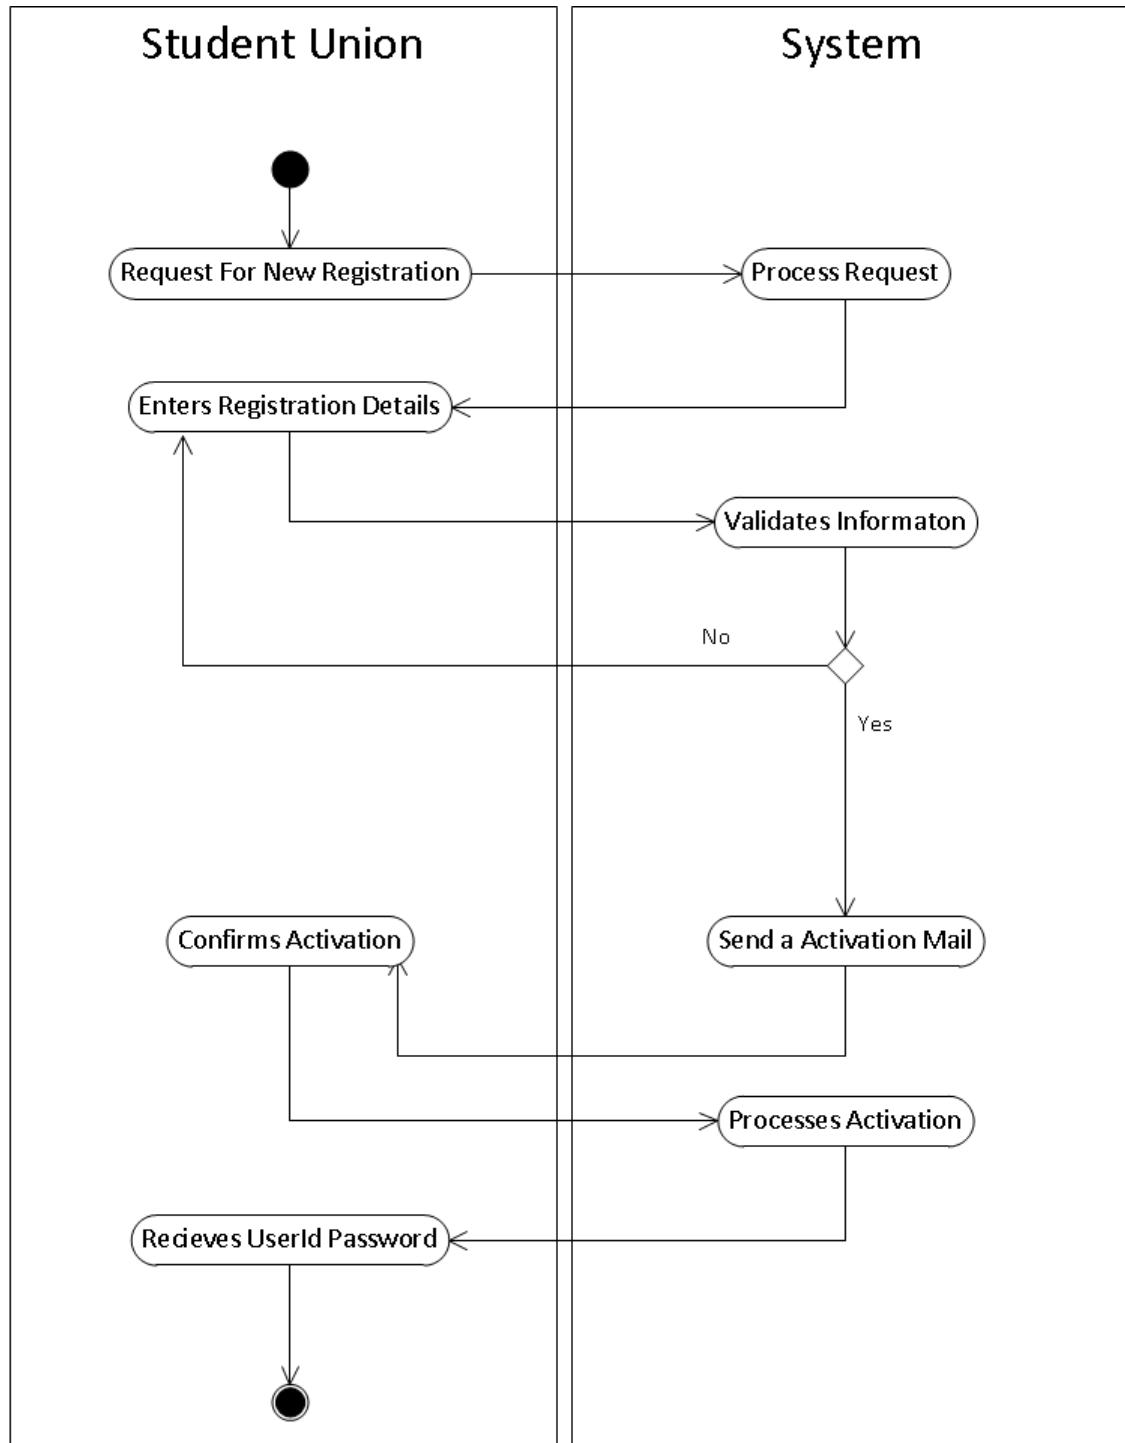 Student Union
System
Request For New Registration
Process Request
Enters Registration Details
Validates Informaton
No
Yes
Confirms Activation
Send a Activation Mail
Processes Activation
Recieves UserId Password